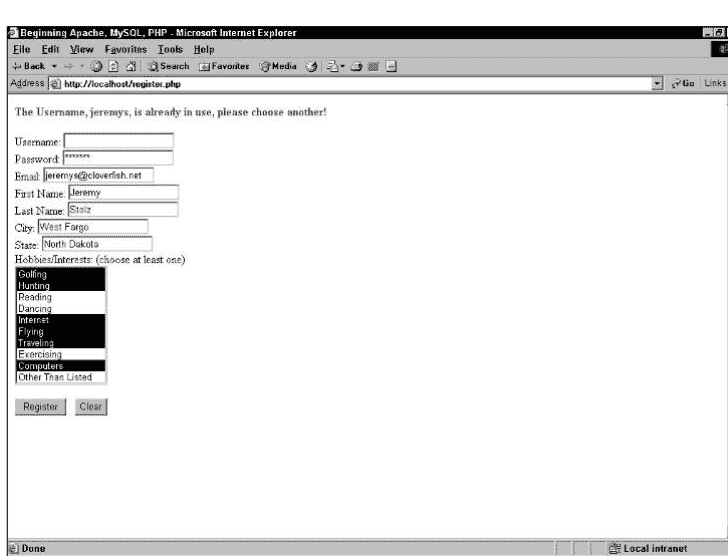 Beginning Apache, MySQL, PHP - Microsoft Internet Explorer
File Edit View Favorites Tools Help
Back Search Favorites Media
Address http://localhost/register.php Go Links
The Username, jeremys, is already in use, please choose another!
Username:
Password: *******
Email: jeremys@cloverfish.net
First Name: Jeremy
Last Name: Stolz
City: West Fargo
State: North Dakota
Hobbies/Interests: (choose at least one)
Golfing
Hunting
Reading
Dancing
Internet
Flying
Traveling
Exercising
Computers
Other Than Listed
Register Clear
Done Local intranet